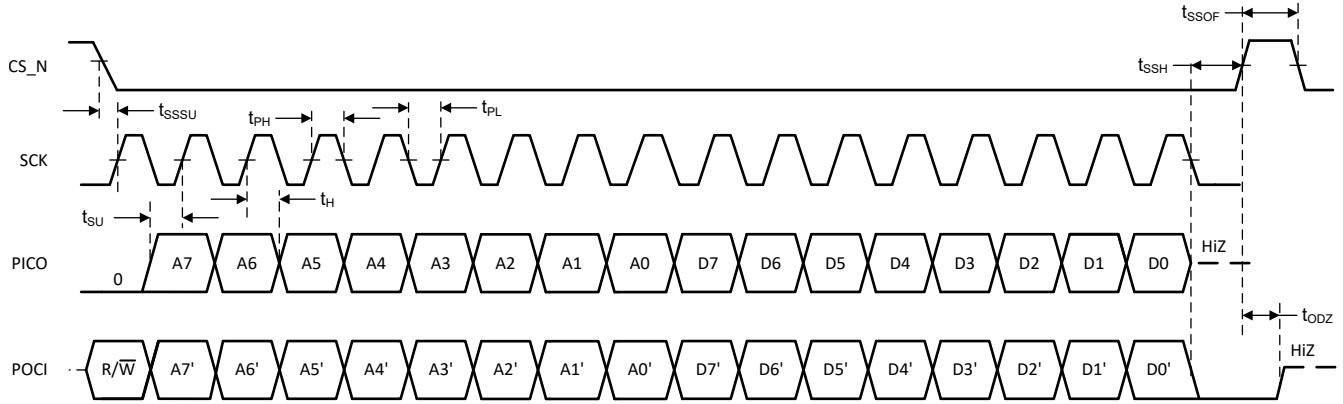 tSSOF
CS_N
tSSH
tSSSU
tPH
tPL
SCK
tSU
tH
PICO 0 A7 A6 A5 A4 A3 A2 A1 A0 D7 D6 D5 D4 D3 D2 D1 D0 HiZ
tODZ
POCI R/W̅ A7' A6' A5' A4' A3' A2' A1' A0' D7' D6' D5' D4' D3' D2' D1' D0' HiZ